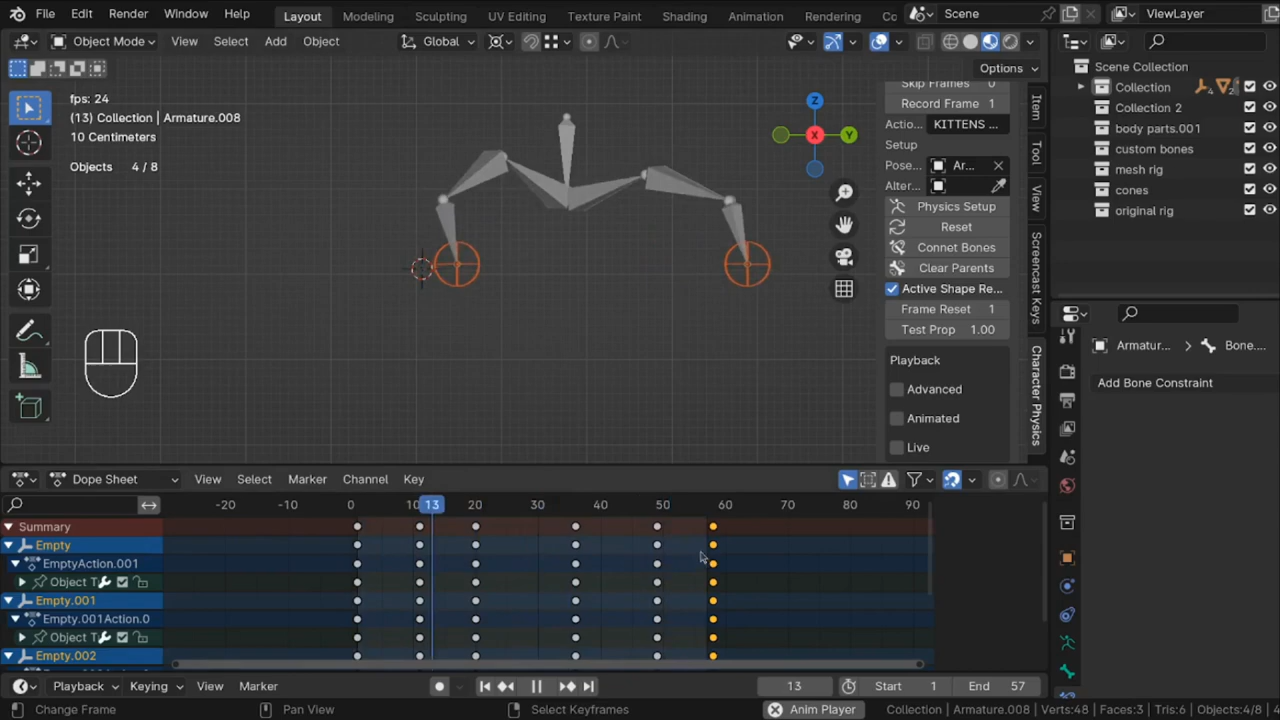 File Edit Render Window Help Layout Modeling Sculpting UV Editing Texture Paint Shading Animation Rendering Co Scene ViewLayer
Object Mode View Select Add Object Global
Options
fps: 24
(13) Collection | Armature.008
10 Centimeters
Objects 4 / 8
Z
X
Y
Skip Frames 0
Record Frame 1
Actio... KITTENS ...
Setup
Pose... Ar...
Alter...
Physics Setup
Reset
Connet Bones
Clear Parents
Active Shape Re...
Frame Reset 1
Test Prop 1.00
Playback
Advanced
Animated
Live
Item
Tool
View
Screencast Keys
Character Physics
Scene Collection
Collection 4 2
Collection 2
body parts.001
custom bones
mesh rig
cones
original rig
Armatur... Bone....
Add Bone Constraint
Dope Sheet View Select Marker Channel Key
-20 -10 0 10 13 20 30 40 50 60 70 80 90
Summary
Empty
EmptyAction.001
Object T
Empty.001
Empty.001Action.0
Object T
Empty.002
Playback Keying View Marker 13 Start 1 End 57
Change Frame Pan View Select Keyframes Anim Player Collection | Armature.008 | Verts:48 | Faces:3 | Tris:6 | Objects:4/8